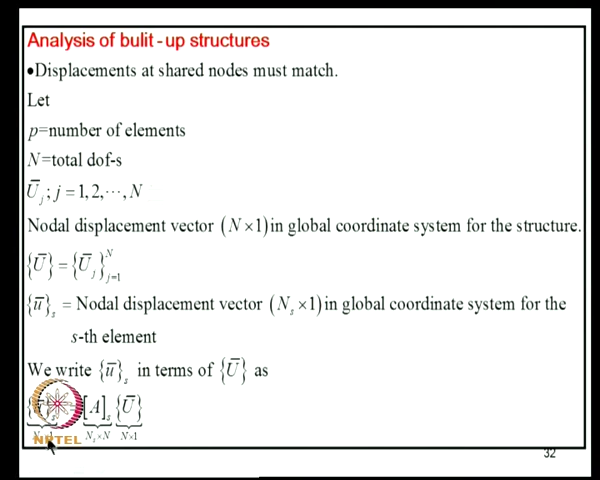 Analysis of bulit-up structures
•Displacements at shared nodes must match.
Let
p=number of elements
N=total dof-s
Ū_j; j = 1, 2, ⋯, N
Nodal displacement vector (N×1) in global coordinate system for the structure.
{Ū} = {Ū_j}_{j=1}^N
{ū}_s = Nodal displacement vector (N_s×1) in global coordinate system for the
s-th element
We write {ū}_s in terms of {Ū} as
[A]_s {Ū}
N_s×N N×1
NPTEL
32